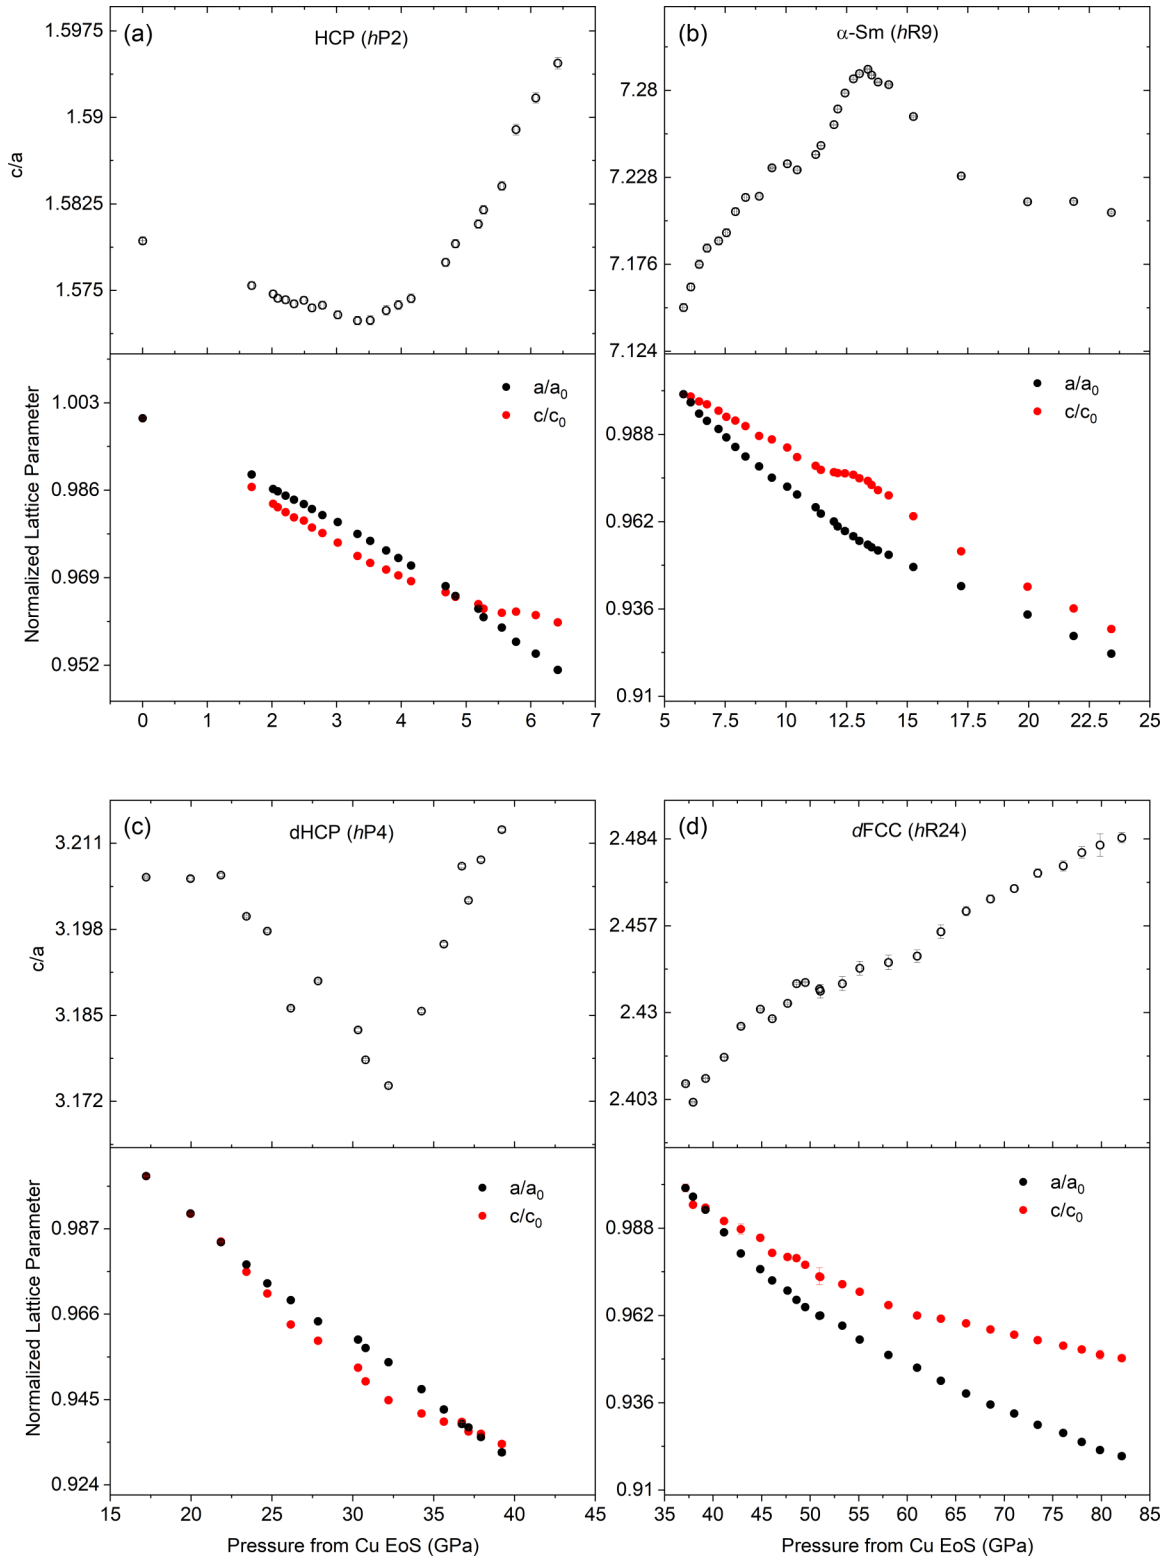 (a)
HCP (hP2)
c/a
1.5975
1.59
1.5825
1.575
Normalized Lattice Parameter
1.003
0.986
0.969
0.952
a/a0
c/c0
0 1 2 3 4 5 6 7
(b)
α-Sm (hR9)
7.28
7.228
7.176
7.124
0.988
0.962
0.936
0.91
a/a0
c/c0
5 7.5 10 12.5 15 17.5 20 22.5 25
(c)
dHCP (hP4)
c/a
3.211
3.198
3.185
3.172
Normalized Lattice Parameter
0.987
0.966
0.945
0.924
a/a0
c/c0
15 20 25 30 35 40 45
Pressure from Cu EoS (GPa)
(d)
dFCC (hR24)
2.484
2.457
2.43
2.403
0.988
0.962
0.936
0.91
a/a0
c/c0
35 40 45 50 55 60 65 70 75 80 85
Pressure from Cu EoS (GPa)